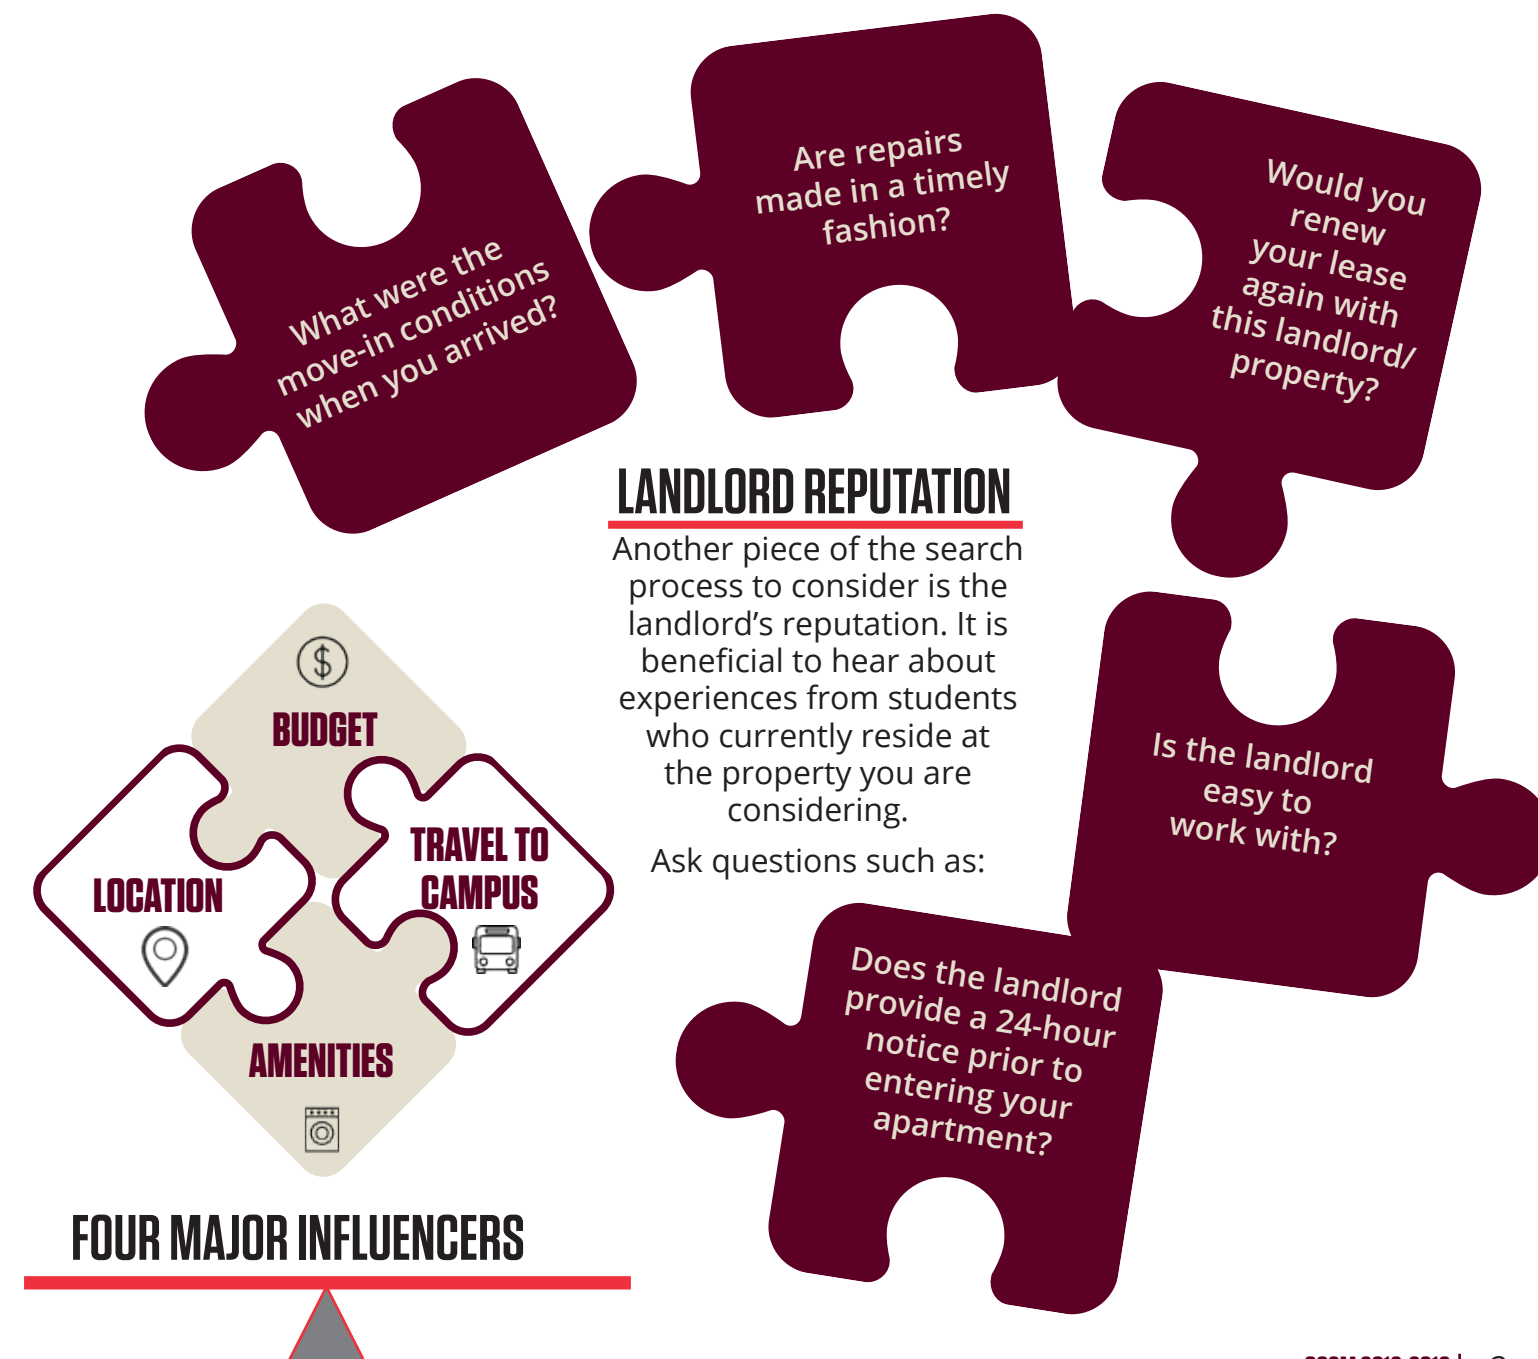 What were the
move-in conditions
when you arrived?
Are repairs
made in a timely
fashion?
Would you
renew
your lease
again with
this landlord/
property?
LANDLORD REPUTATION
Another piece of the search
process to consider is the
landlord’s reputation. It is
beneficial to hear about
experiences from students
who currently reside at
the property you are
considering.
Ask questions such as:
Is the landlord
easy to
work with?
Does the landlord
provide a 24-hour
notice prior to
entering your
apartment?
$
BUDGET
LOCATION
TRAVEL TO
CAMPUS
AMENITIES
FOUR MAJOR INFLUENCERS